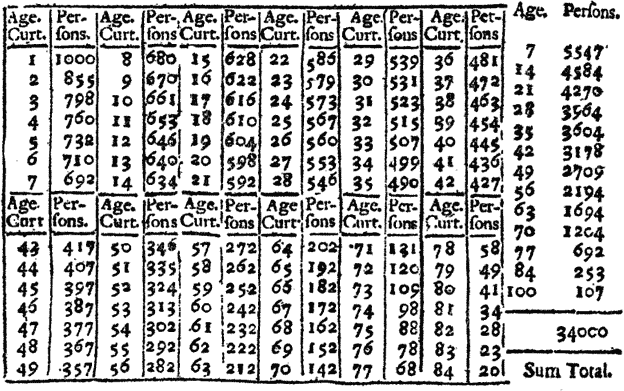 Age. Curt. Per- sons. Age. Curt. Per- sons Age. Curt. Per- sons Age. Curt. Per- sons Age. Curt. Per- sons Age. Curt. Per- sons Age. Persons.
1 1000 8 680 15 628 22 586 29 539 36 481 7 5547
2 855 9 670 16 622 23 579 30 531 37 472 14 4584
3 798 10 661 17 616 24 573 31 523 38 463 21 4270
4 760 11 653 18 610 25 567 32 515 39 454 28 3964
5 732 12 646 19 604 26 560 33 507 40 445 35 3604
6 710 13 640 20 598 27 553 34 499 41 436 42 3178
7 692 14 634 21 592 28 546 35 490 42 427 49 2709
Age. Curt Per- sons. Age. Curt. Per- sons Age. Curt. Per- sons Age. Curt Per- sons Age. Curt. Per- sons Age. Curt. Per- sons 56 2194
43 417 50 346 57 272 64 202 71 131 78 58 63 1694
44 407 51 335 58 262 65 192 72 120 79 49 70 1204
45 397 52 324 59 252 66 182 73 109 80 41 77 692
46 387 53 313 60 242 67 172 74 98 81 34 84 253
47 377 54 302 61 232 68 162 75 88 82 28 100 107
48 367 55 292 62 222 69 152 76 78 83 23 34000
49 357 56 282 63 212 70 142 77 68 84 20 Sum Total.